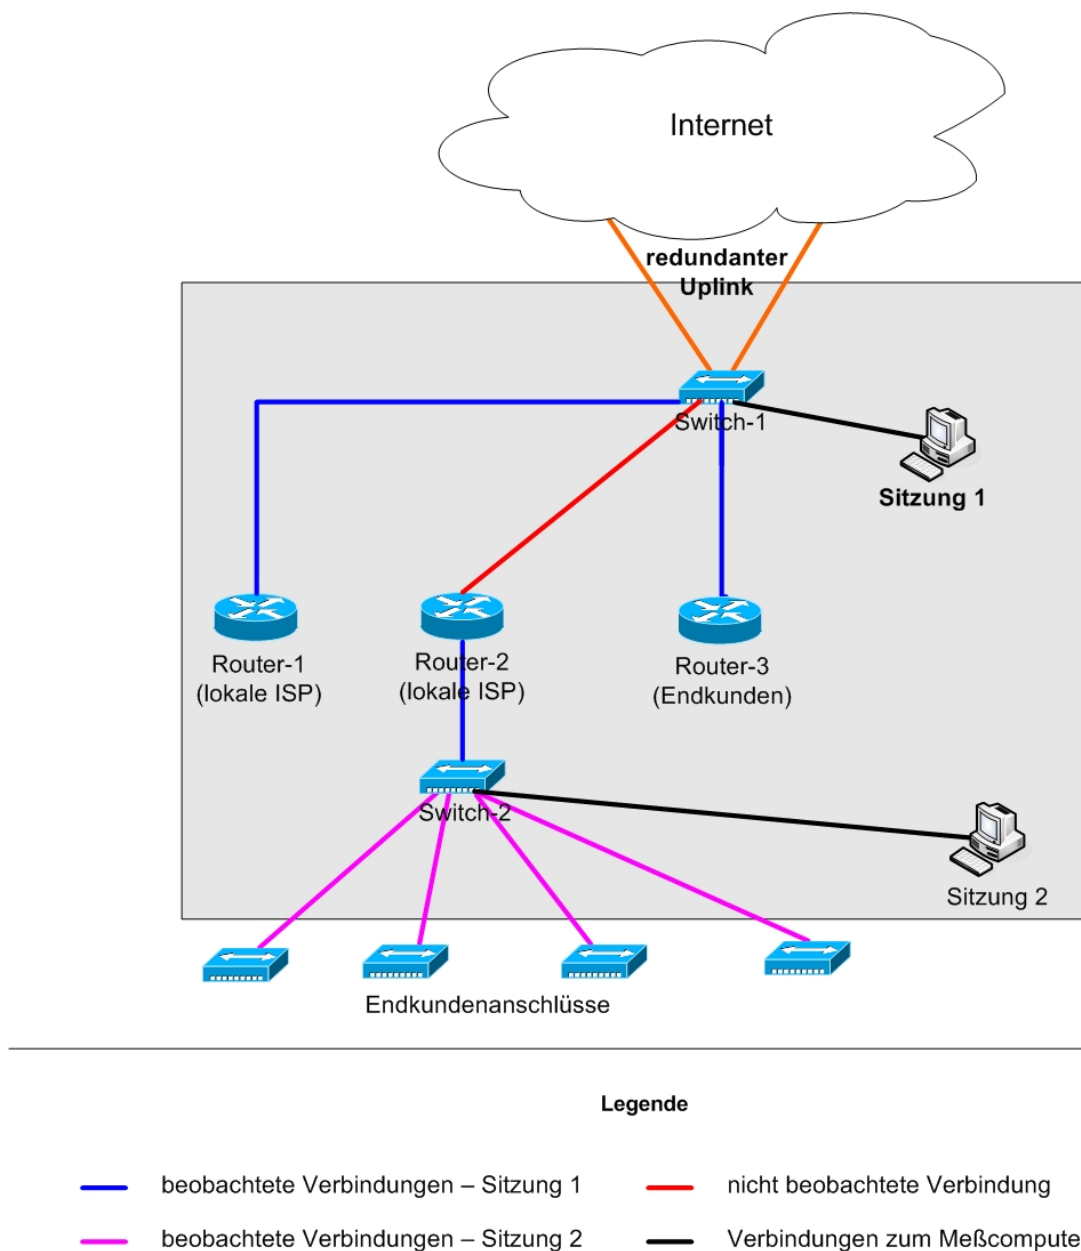 Internet
redundanter
Uplink
Switch-1
Sitzung 1
Router-1
(lokale ISP)
Router-2
(lokale ISP)
Router-3
(Endkunden)
Switch-2
Sitzung 2
Endkundenanschlüsse
Legende
beobachtete Verbindungen – Sitzung 1
nicht beobachtete Verbindung
beobachtete Verbindungen – Sitzung 2
Verbindungen zum Meßcompute